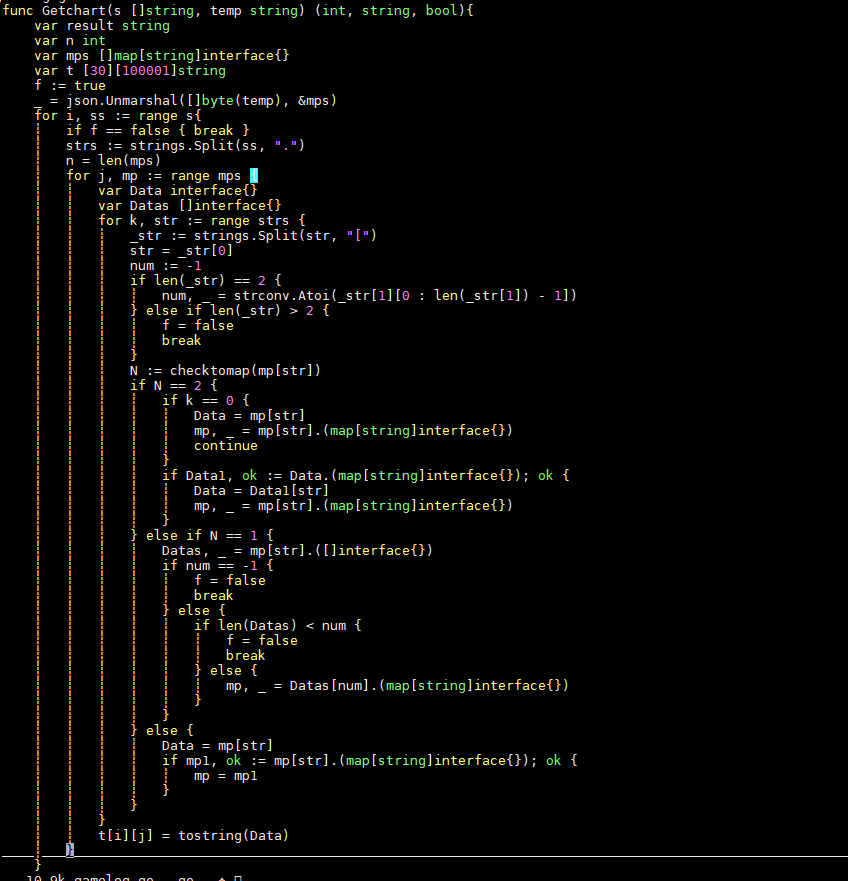 func Getchart(s []string, temp string) (int, string, bool){
    var result string
    var n int
    var mps []map[string]interface{}
    var t [30][100001]string
    f := true
    _ = json.Unmarshal([]byte(temp), &mps)
    for i, ss := range s{
        if f == false { break }
        strs := strings.Split(ss, ".")
        n = len(mps)
        for j, mp := range mps {
            var Data interface{}
            var Datas []interface{}
            for k, str := range strs {
                _str := strings.Split(str, "[")
                str = _str[0]
                num := -1
                if len(_str) == 2 {
                    num, _ = strconv.Atoi(_str[1][0 : len(_str[1]) - 1])
                } else if len(_str) > 2 {
                    f = false
                    break
                }
                N := checktomap(mp[str])
                if N == 2 {
                    if k == 0 {
                        Data = mp[str]
                        mp, _ = mp[str].(map[string]interface{})
                        continue
                    }
                    if Data1, ok := Data.(map[string]interface{}); ok {
                        Data = Data1[str]
                        mp, _ = mp[str].(map[string]interface{})
                    }
                } else if N == 1 {
                    Datas, _ = mp[str].([]interface{})
                    if num == -1 {
                        f = false
                        break
                    } else {
                        if len(Datas) < num {
                            f = false
                            break
                        } else {
                            mp, _ = Datas[num].(map[string]interface{})
                        }
                    }
                } else {
                    Data = mp[str]
                    if mp1, ok := mp[str].(map[string]interface{}); ok {
                        mp = mp1
                    }
                }
            }
            t[i][j] = tostring(Data)
        }
    }